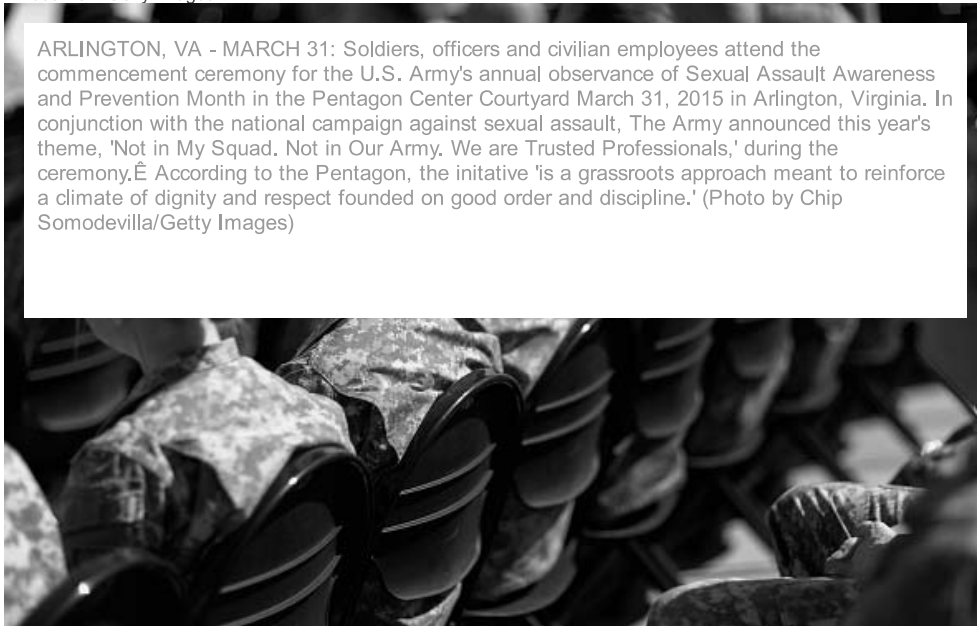 ARLINGTON, VA - MARCH 31: Soldiers, officers and civilian employees attend the
commencement ceremony for the U.S. Army's annual observance of Sexual Assault Awareness
and Prevention Month in the Pentagon Center Courtyard March 31, 2015 in Arlington, Virginia. In
conjunction with the national campaign against sexual assault, The Army announced this year's
theme, 'Not in My Squad. Not in Our Army. We are Trusted Professionals,' during the
ceremony.Ê According to the Pentagon, the initative 'is a grassroots approach meant to reinforce
a climate of dignity and respect founded on good order and discipline.' (Photo by Chip
Somodevilla/Getty Images)